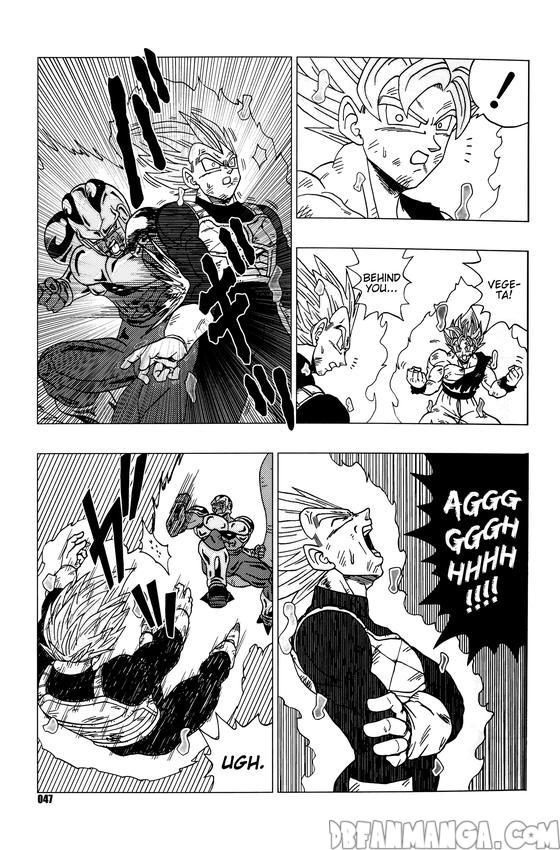 !
VEGE-
TA!
BEHIND
YOU...
AGGG
GGGH
HHHH
!!!!
UGH.
047
DBFANMANGA.COM